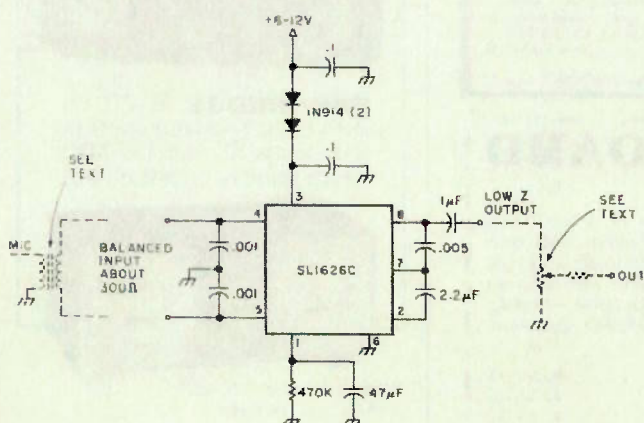 +6-12V
.1
1N914 (2)
.1
3
SEE
TEXT
MIC
BALANCED
INPUT
ABOUT
300Ω
4
.001
.001
5
SL1626C
8
7
2
1
6
1µF
LOW Z
OUTPUT
.005
2.2µF
SEE
TEXT
OUT
470K
47µF